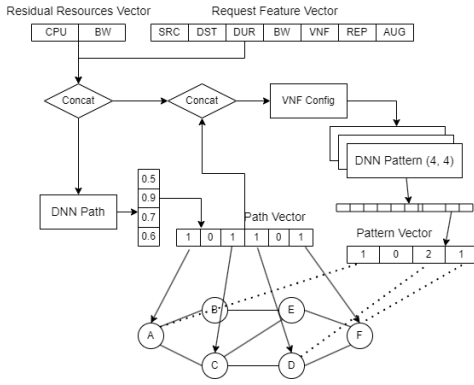 Residual Resources Vector
Request Feature Vector
CPU BW
SRC DST DUR BW VNF REP AUG
Concat
Concat
VNF Config
DNN Pattern (4, 4)
DNN Path
0.5
0.9
0.7
0.6
Path Vector
1 0 1 1 0 1
Pattern Vector
1 0 2 1
B
E
A
F
C
D